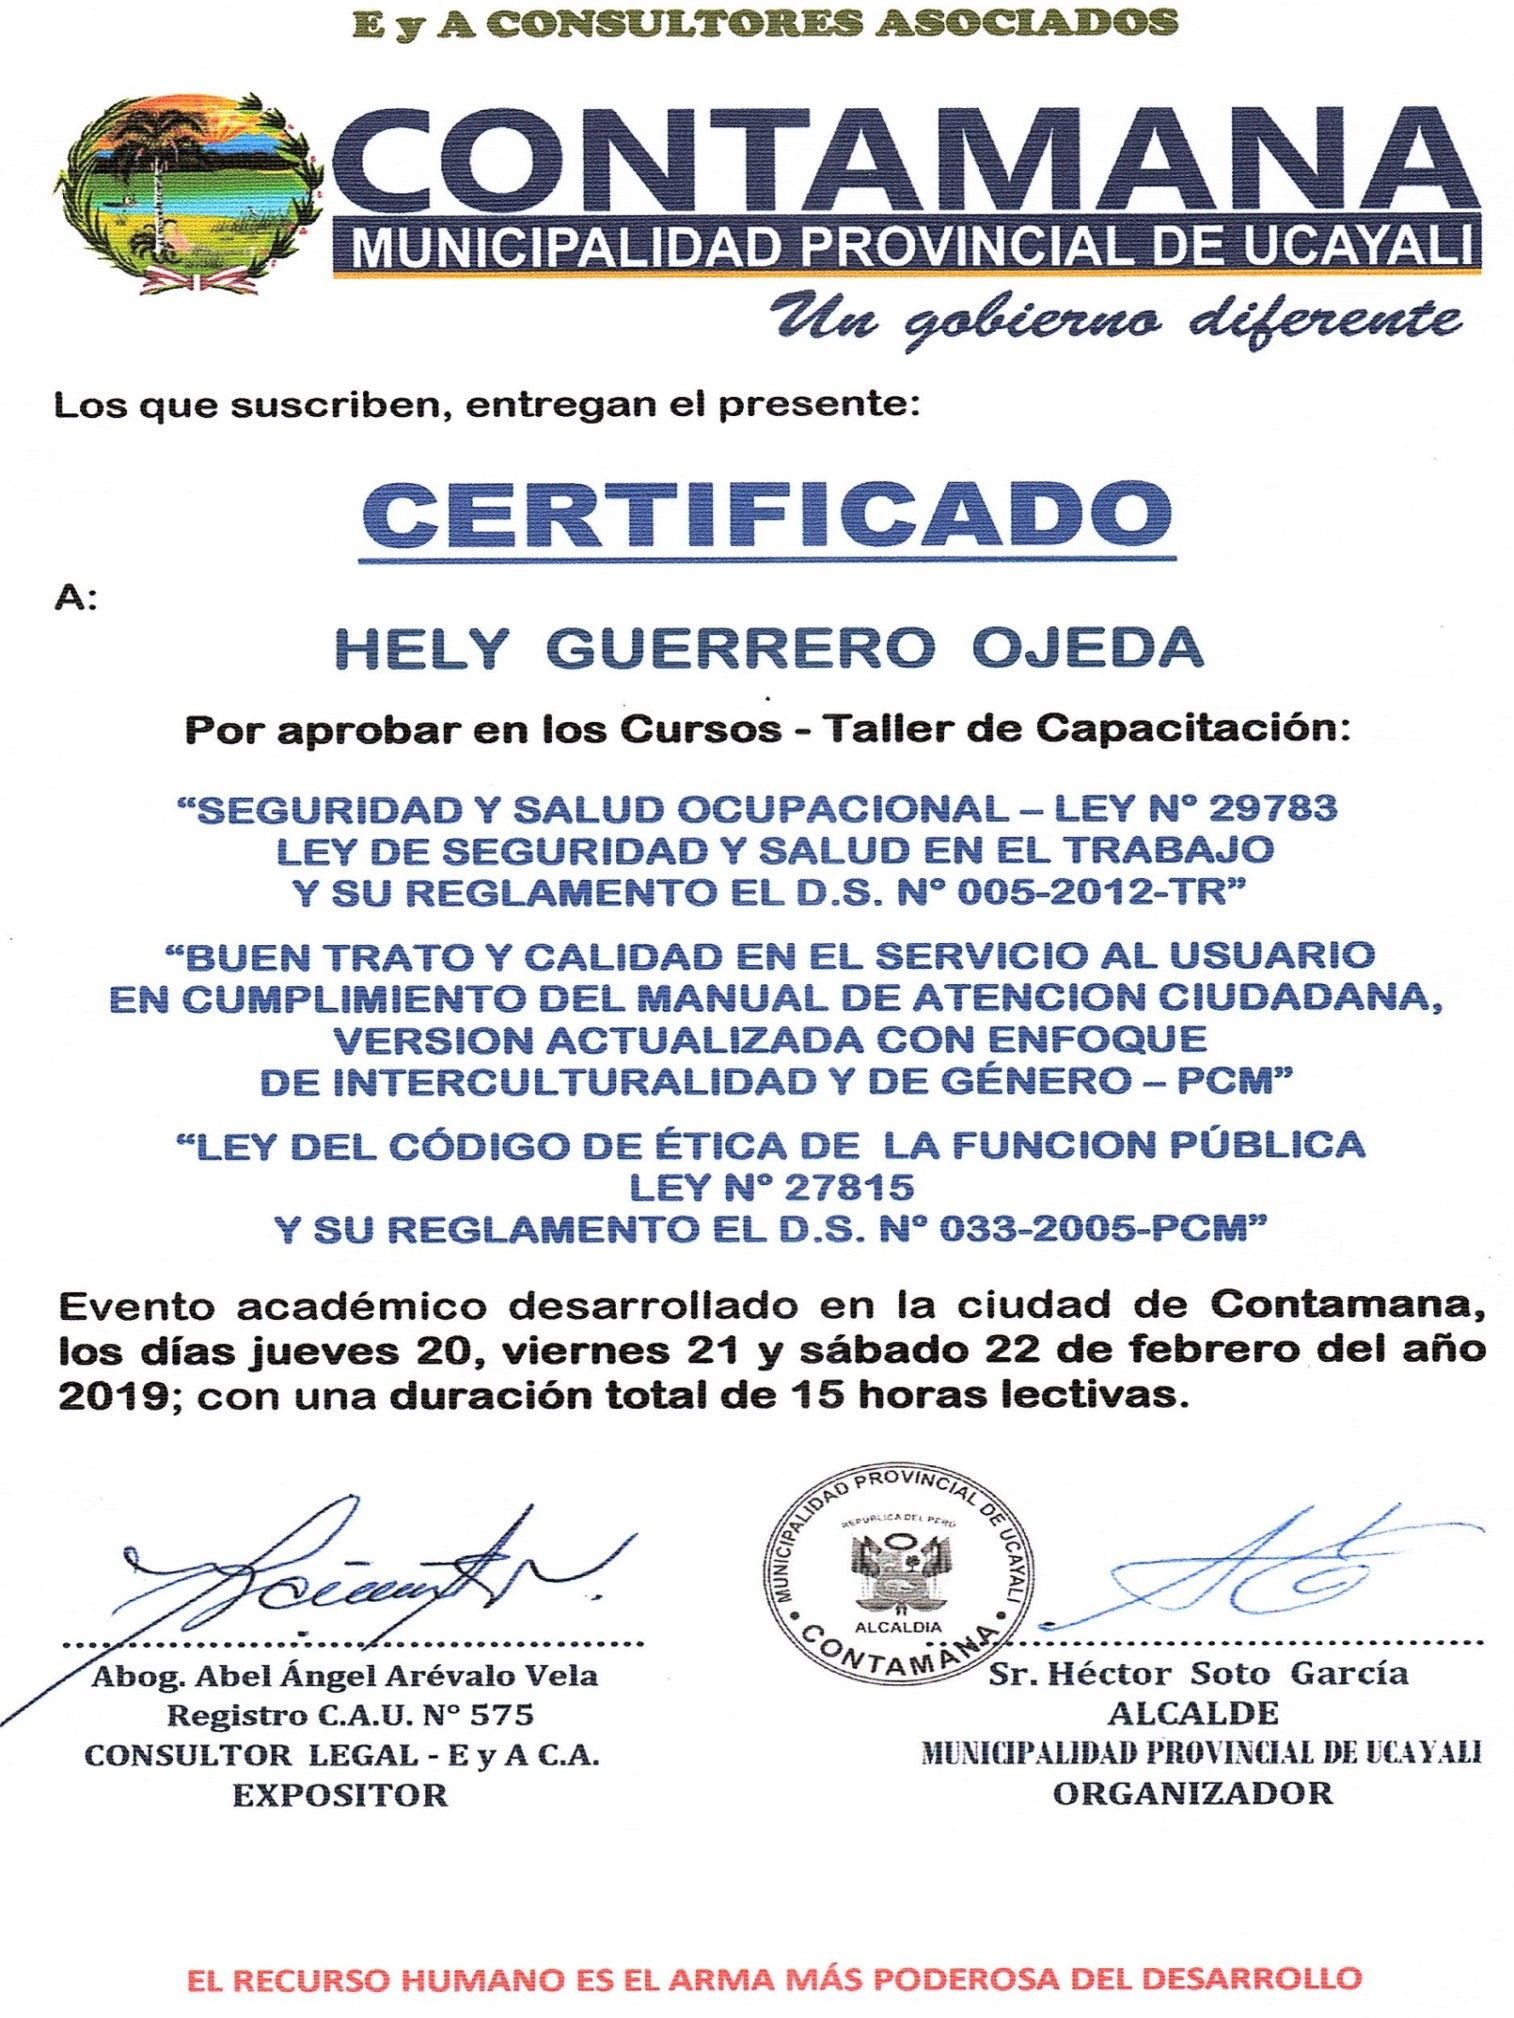 E y A CONSULTORES ASOCIADOS
CONTAMANA
MUNICIPALIDAD PROVINCIAL DE UCAYALI
Un gobierno diferente
Los que suscriben, entregan el presente:
CERTIFICADO
A:
HELY GUERRERO OJEDA
Por aprobar en los Cursos - Taller de Capacitación:
“SEGURIDAD Y SALUD OCUPACIONAL – LEY Nº 29783
LEY DE SEGURIDAD Y SALUD EN EL TRABAJO
Y SU REGLAMENTO EL D.S. Nº 005-2012-TR”
“BUEN TRATO Y CALIDAD EN EL SERVICIO AL USUARIO
EN CUMPLIMIENTO DEL MANUAL DE ATENCION CIUDADANA,
VERSION ACTUALIZADA CON ENFOQUE
DE INTERCULTURALIDAD Y DE GÉNERO – PCM”
“LEY DEL CÓDIGO DE ÉTICA DE LA FUNCION PÚBLICA
LEY Nº 27815
Y SU REGLAMENTO EL D.S. Nº 033-2005-PCM”
Evento académico desarrollado en la ciudad de Contamana,
los días jueves 20, viernes 21 y sábado 22 de febrero del año
2019; con una duración total de 15 horas lectivas.
MUNICIPALIDAD PROVINCIAL DE UCAYALI
REPUBLICA DEL PERÚ
ALCALDIA
CONTAMANA
Abog. Abel Ángel Arévalo Vela
Registro C.A.U. N° 575
CONSULTOR LEGAL - E y A C.A.
EXPOSITOR
Sr. Héctor Soto García
ALCALDE
MUNICIPALIDAD PROVINCIAL DE UCAYALI
ORGANIZADOR
EL RECURSO HUMANO ES EL ARMA MÁS PODEROSA DEL DESARROLLO